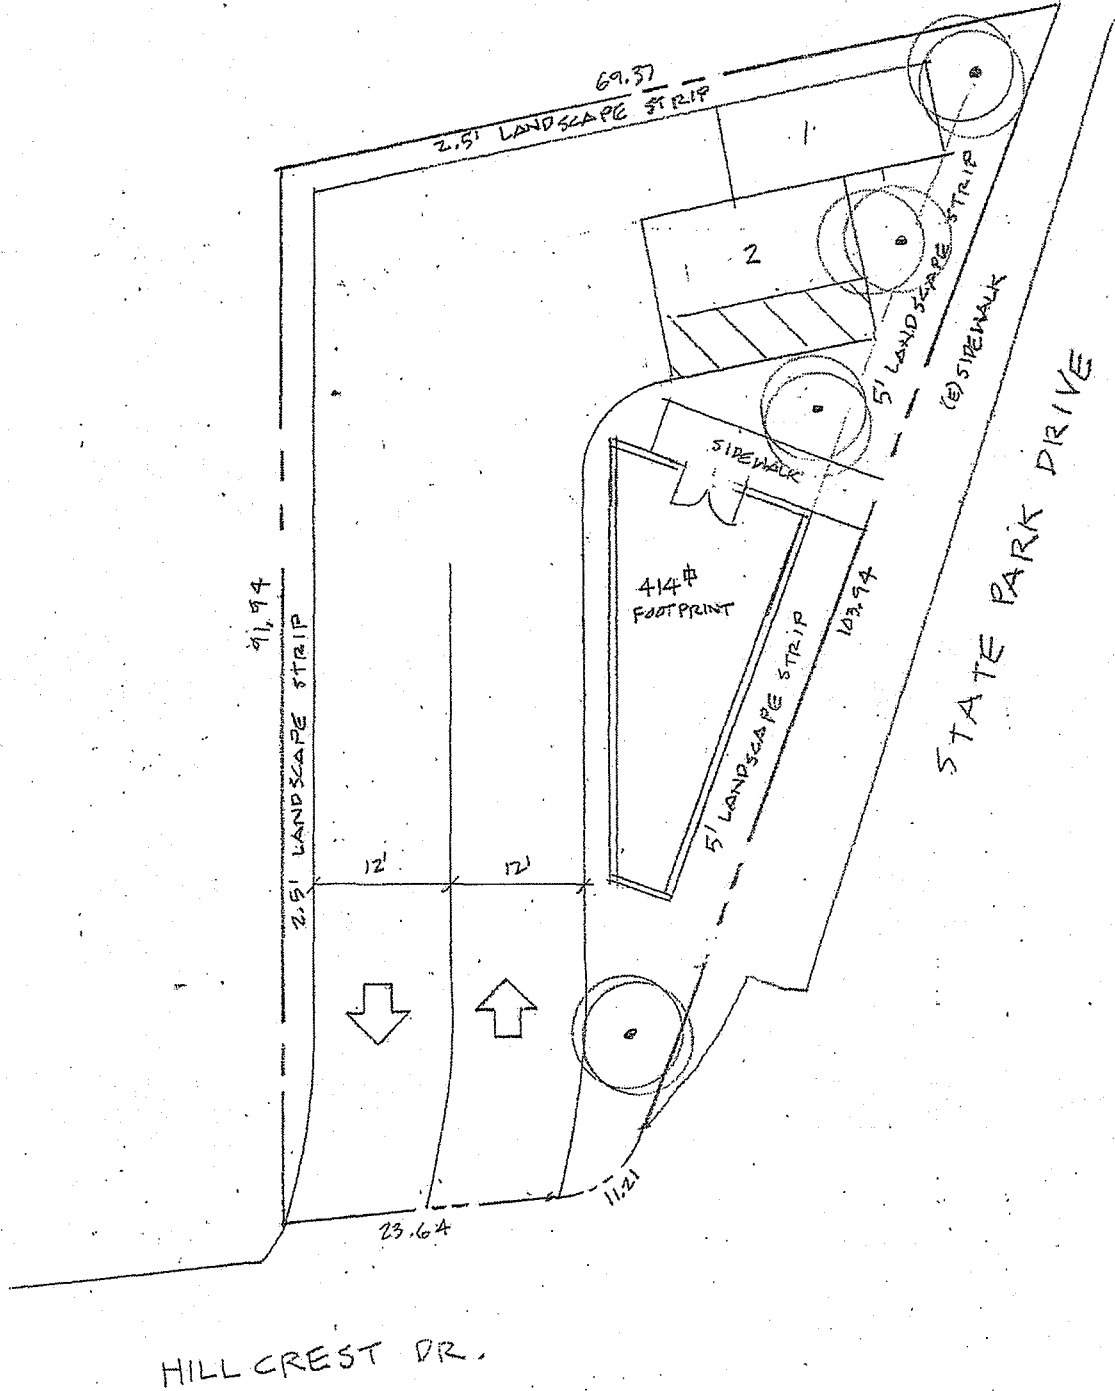 69.37
2.5' LANDSCAPE STRIP
1
2
5' LANDSCAPE STRIP
(E) SIDEWALK
STATE PARK DRIVE
SIDEWALK
414⌗
FOOTPRINT
91.94
2.5' LANDSCAPE STRIP
103.94
5' LANDSCAPE STRIP
12'
12'
11.21
23.64
HILLCREST DR.